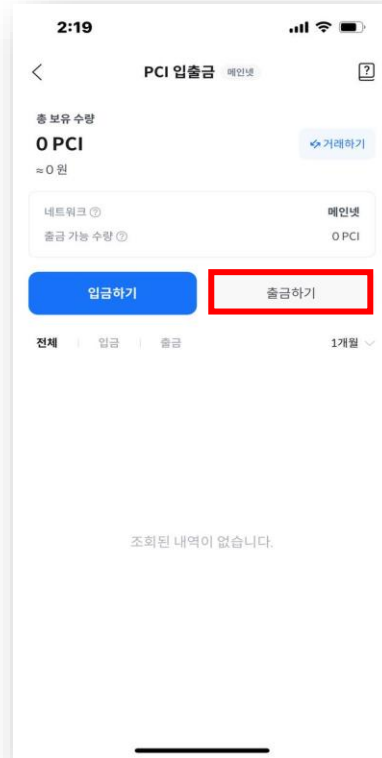 2:19
PCI 입출금 메인넷
총 보유 수량
0 PCI
거래하기
≈ 0 원
네트워크 ? 메인넷
출금 가능 수량 ? 0 PCI
입금하기 출금하기
전체 입금 출금 1개월
조회된 내역이 없습니다.